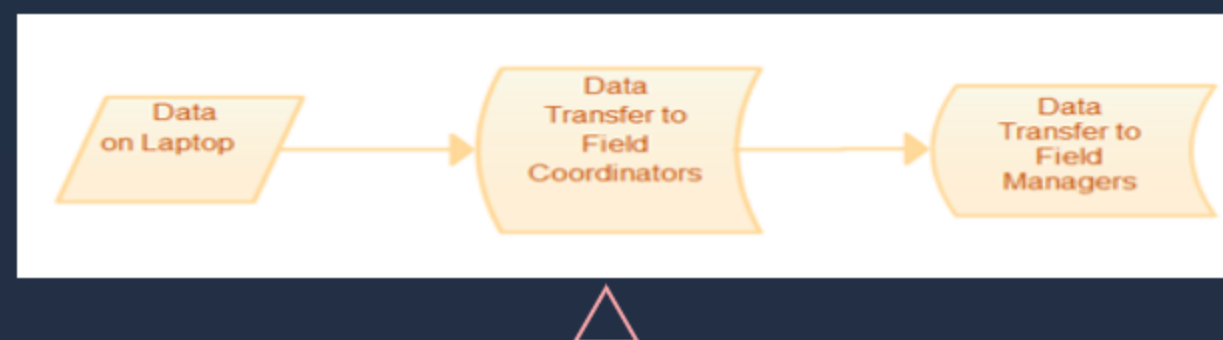 Data
on Laptop
Data
Transfer to
Field
Coordinators
Data
Transfer to
Field
Managers